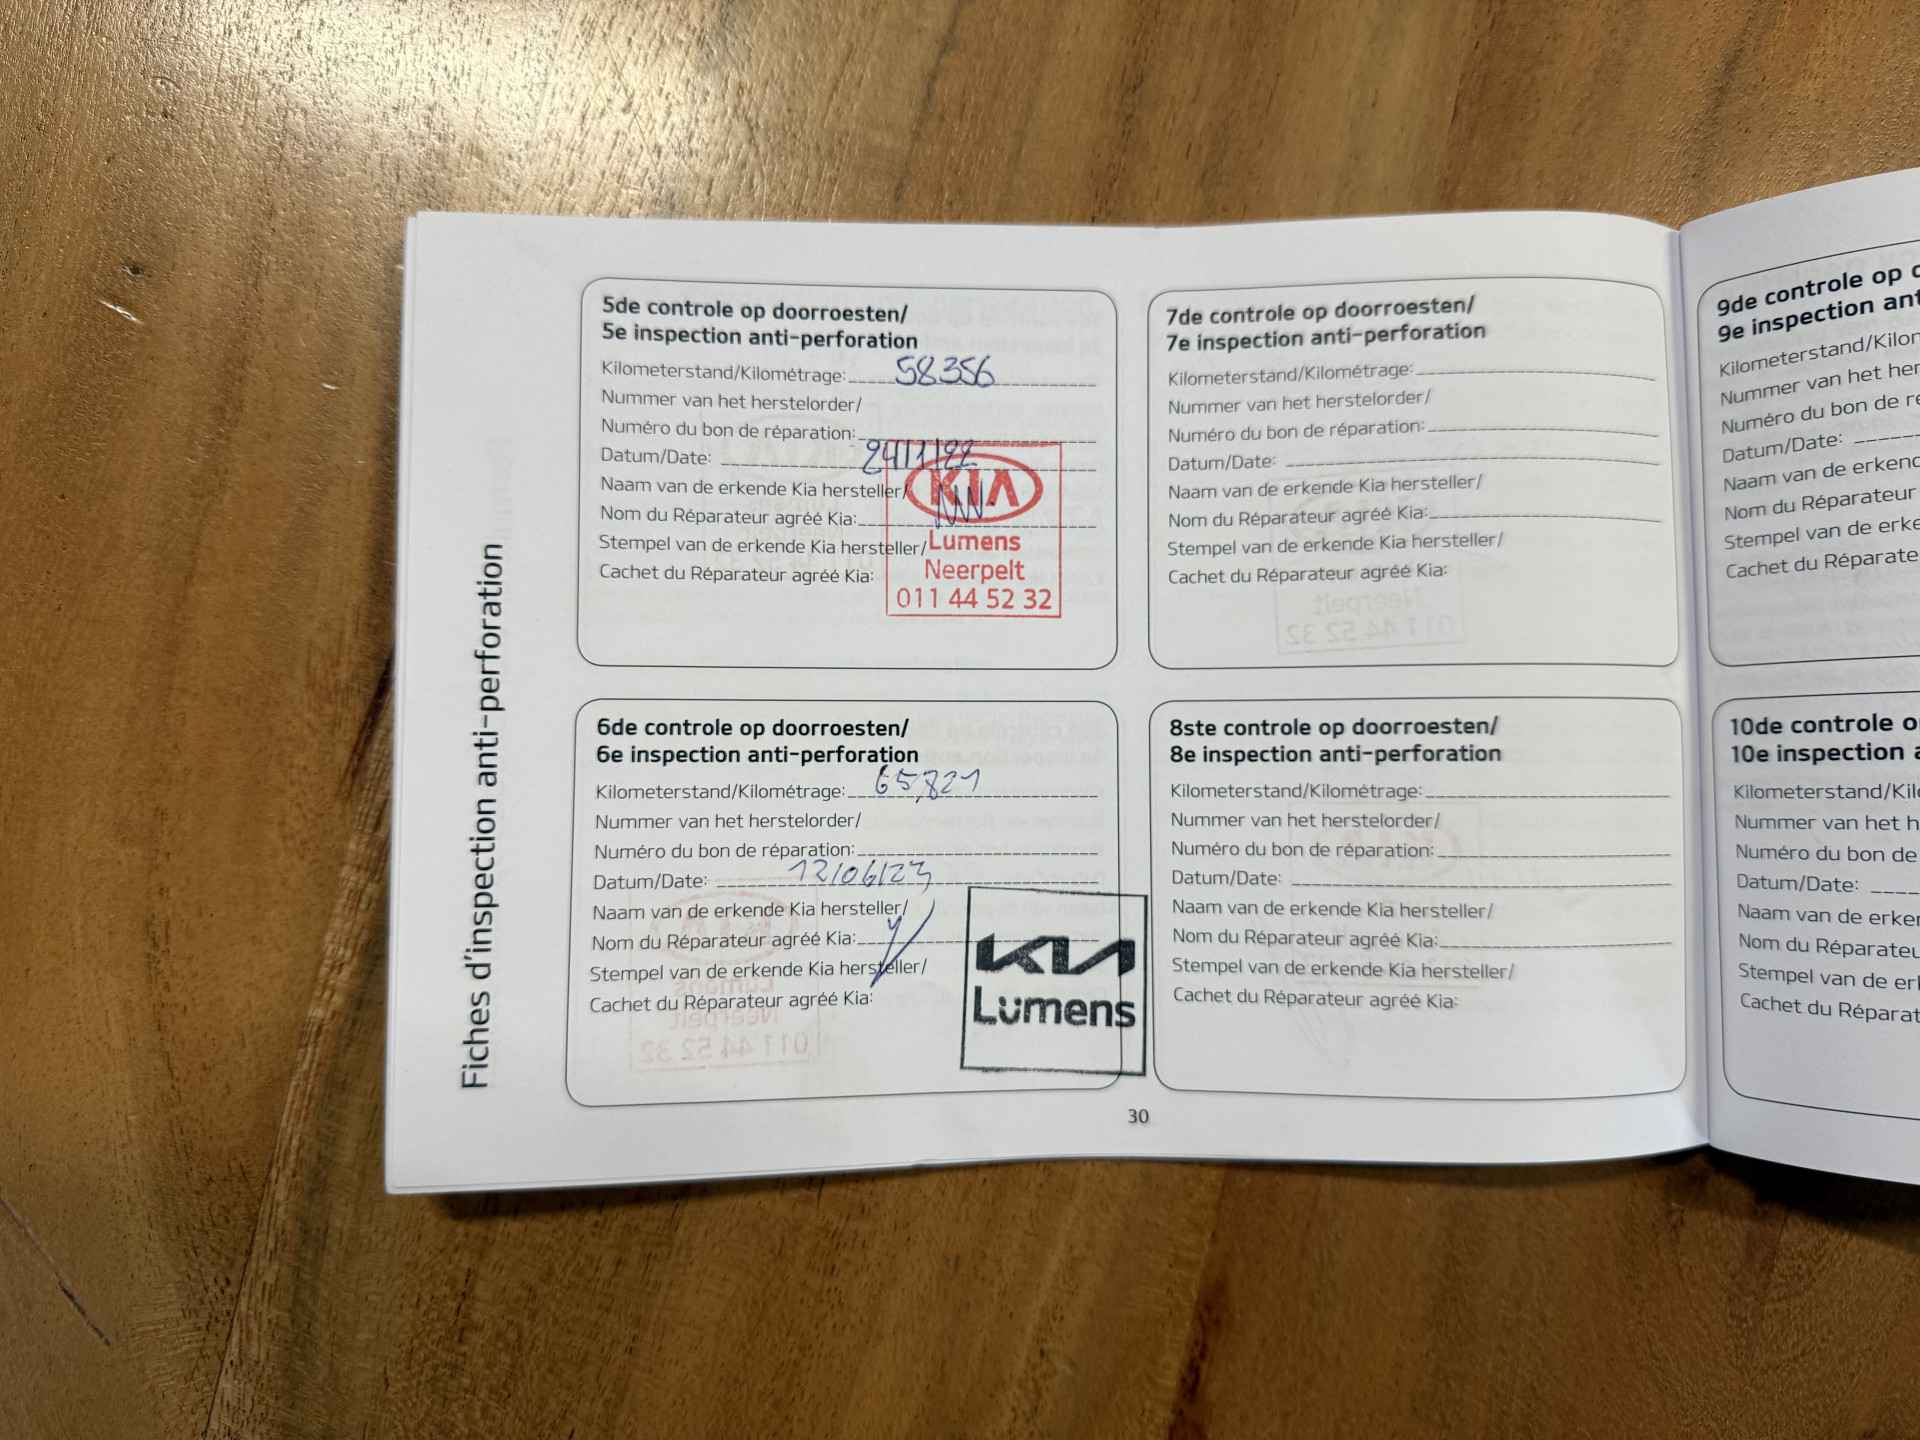 Fiches d'inspection anti-perforation
5de controle op doorroesten/
5e inspection anti-perforation
Kilometerstand/Kilométrage: 58356
Nummer van het herstelorder/
Numéro du bon de réparation:
Datum/Date: 24/1/22
Naam van de erkende Kia hersteller/
Nom du Réparateur agréé Kia:
Stempel van de erkende Kia hersteller/
Cachet du Réparateur agréé Kia:
KIA
Lumens
Neerpelt
011 44 52 32
6de controle op doorroesten/
6e inspection anti-perforation
Kilometerstand/Kilométrage: 65,821
Nummer van het herstelorder/
Numéro du bon de réparation:
Datum/Date: 12/06/23
Naam van de erkende Kia hersteller/
Nom du Réparateur agréé Kia:
Stempel van de erkende Kia hersteller/
Cachet du Réparateur agréé Kia:
KIA
Lumens
7de controle op doorroesten/
7e inspection anti-perforation
Kilometerstand/Kilométrage:
Nummer van het herstelorder/
Numéro du bon de réparation:
Datum/Date:
Naam van de erkende Kia hersteller/
Nom du Réparateur agréé Kia:
Stempel van de erkende Kia hersteller/
Cachet du Réparateur agréé Kia:
8ste controle op doorroesten/
8e inspection anti-perforation
Kilometerstand/Kilométrage:
Nummer van het herstelorder/
Numéro du bon de réparation:
Datum/Date:
Naam van de erkende Kia hersteller/
Nom du Réparateur agréé Kia:
Stempel van de erkende Kia hersteller/
Cachet du Réparateur agréé Kia:
30
9de controle op
9e inspection
Kilometerstand/
Nummer van het
Numéro du bon de
Datum/Date:
Naam van de
Nom du Réparateur
Stempel van de
Cachet du
10de controle
10e inspection
Kilometerstand/
Nummer van het
Numéro du bon de
Datum/Date:
Naam van de
Nom du
Stempel van de
Cachet du